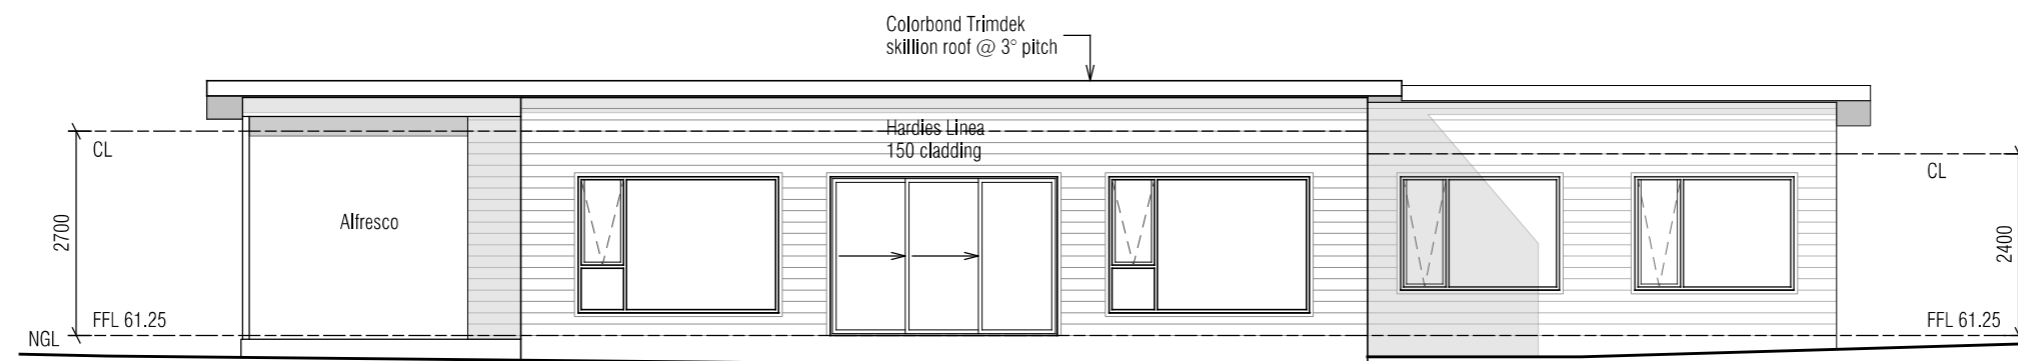 Colorbond Trimdek
skillion roof @ 3° pitch
Hardies Linea
150 cladding
CL
CL
2700
Alfresco
2400
FFL 61.25
FFL 61.25
NGL